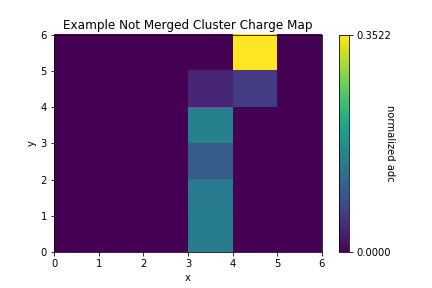 Example Not Merged Cluster Charge Map
6
5
4
3
2
1
0
y
0 1 2 3 4 5 6
x
0.3522
0.0000
normalized adc